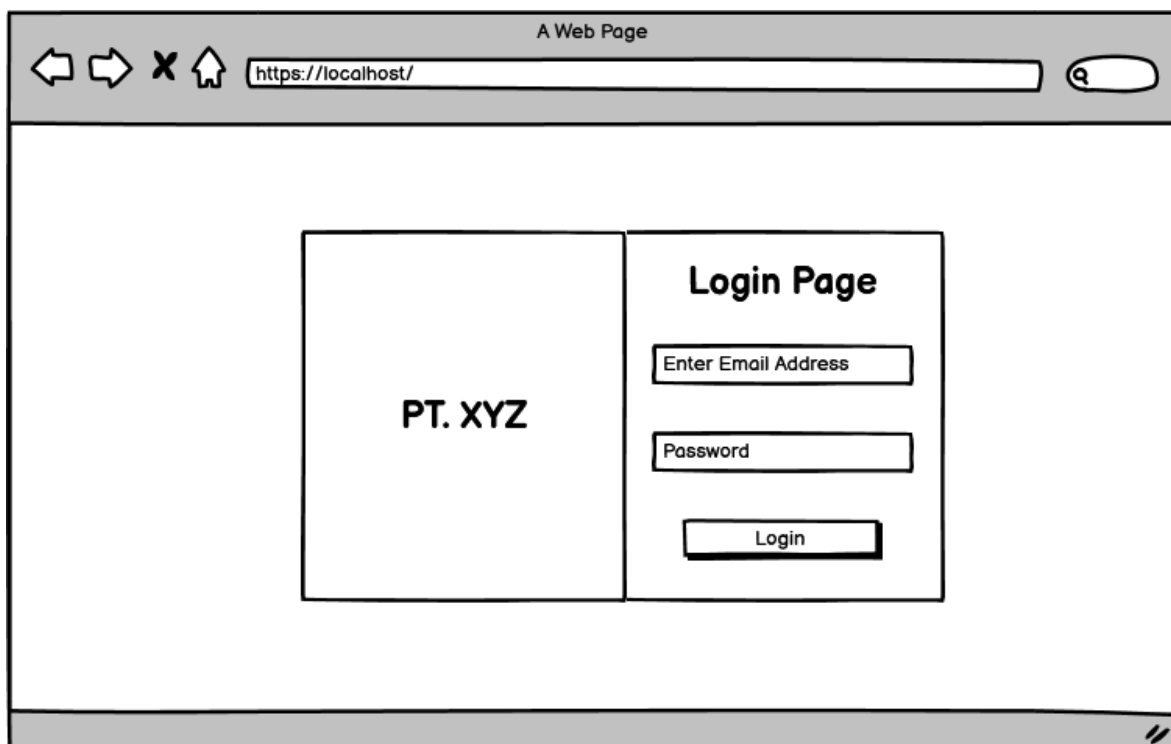 A Web Page
https://localhost/
PT. XYZ
Login Page
Enter Email Address
Password
Login